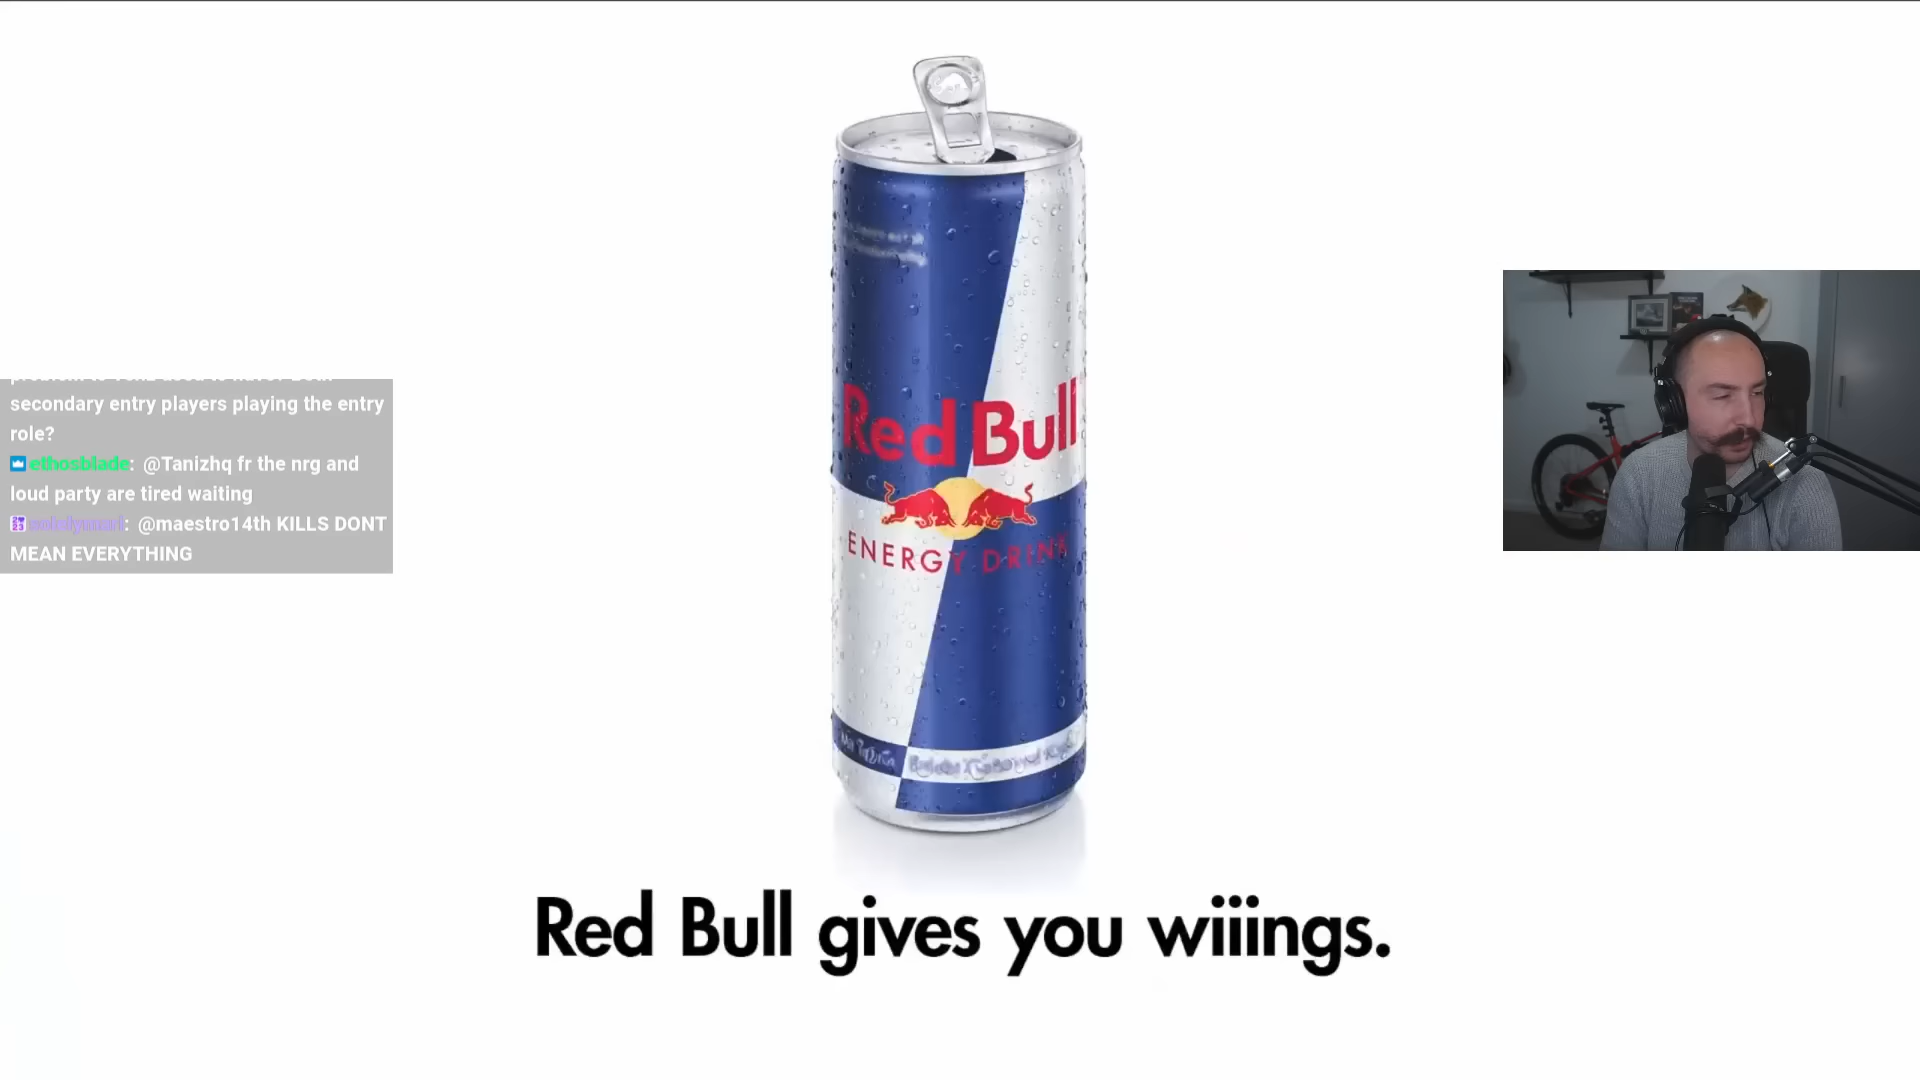 secondary entry players playing the entry
role?
ethosblade: @Tanizhq fr the nrg and
loud party are tired waiting
: @maestro14th KILLS DONT
MEAN EVERYTHING
Red Bull
ENERGY DRINK
Red Bull gives you wiiings.